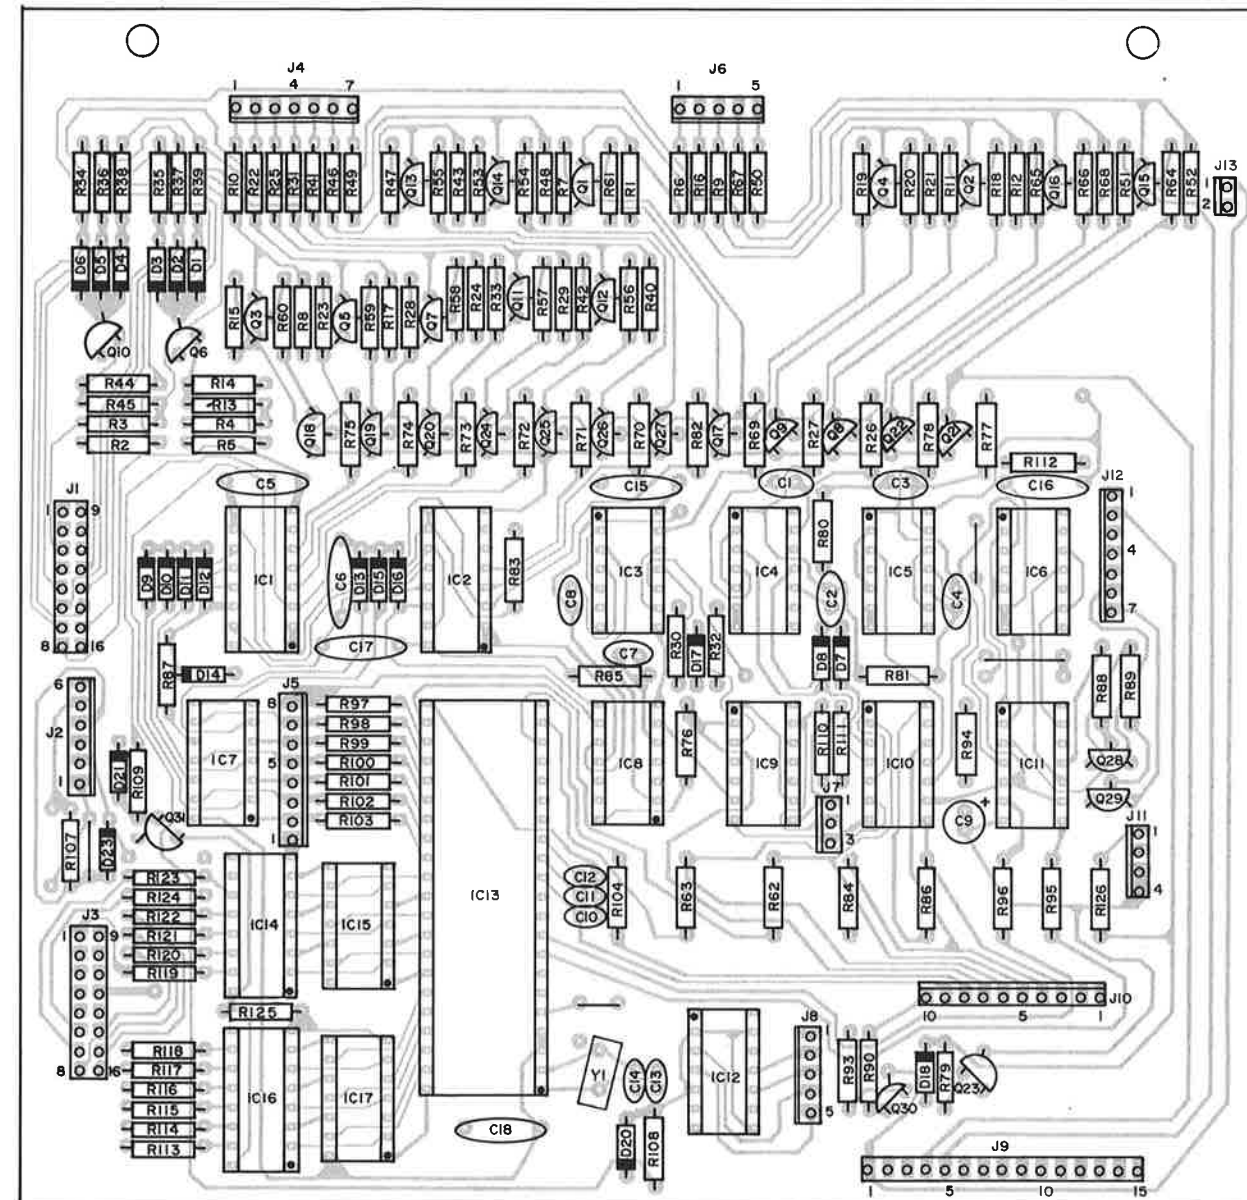 J4
J6
1 4 7
1 5
J13
1
2
R34 R36 R38 R35 R37 R39 R10 R22 R25 R31 R41 R46 R49 R47 Q13 R55 R43 R53 Q14 R54 R48 R7 Q1 R61 R1 R6 R16 R9 R67 R50 R19 Q4 R20 R21 R11 Q2 R18 R12 R65 Q16 R66 R68 R51 Q15 R64 R52
D6 D5 D4 D3 D2 D1
R15 Q3 R60 R8 R23 Q5 R59 R17 R28 Q7 R58 R24 R33 Q11 R57 R29 R42 Q12 R56 R40
Q10 Q6
R44 R14
R45 R13
R3 R4
R2 R5
Q18 R75 Q19 R74 Q20 R73 Q24 R72 Q25 R71 Q26 R70 Q27 R82 Q17 R69 Q9 R27 Q8 R26 Q22 R78 Q21 R77
R112
C5 C15 C1 C3 C16
J1
J12
1 9
1
4
7
R80
D9 D10 D11 D12 IC1 C6 D13 D15 D16 IC2 R83 C8 IC3 IC4 C2 IC5 C4 IC6
8 16
C17 C7 R30 D17 R32 D8 D7
R87 D14 R85 R81 R88 R89
6
J2
1
J5
8
5
1
R97
R98
R99
R100
R101
R102
R103
D21 R109 IC7 IC8 R76 IC9 R110 R111 IC10 R94 IC11 Q28
Q29
J7
1
3
C9 +
J11
1
4
Q31
R107 D23
R123
R124
R122
R121
R120
R119
IC14 IC15 IC13
C12
C11
C10
R104 R63 R62 R84 R86 R96 R95 R126
J3
1 9
8 16
R125
J10
10 5 1
R118
R117
R116
R115
R114
R113
IC16 IC17 Y1 C14 C13 IC12
J8
1
5
R93 R90 Q30 D18 R79 Q23
C18 D20 R108
J9
1 5 10 15